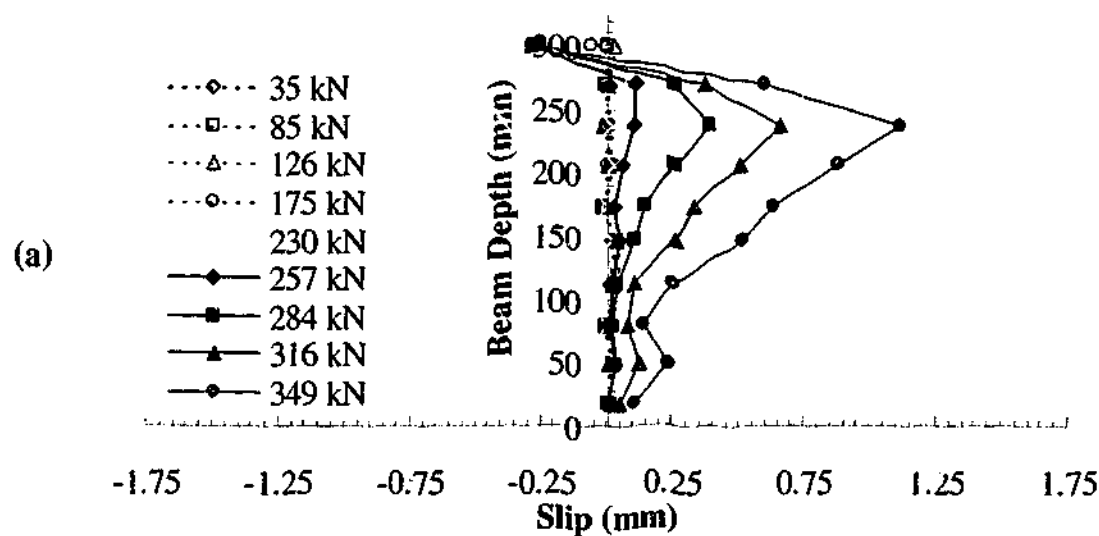 (a)
35 kN
85 kN
126 kN
175 kN
230 kN
257 kN
284 kN
316 kN
349 kN
Beam Depth (mm)
300
250
200
150
100
50
0
-1.75 -1.25 -0.75 -0.25 0.25 0.75 1.25 1.75
Slip (mm)